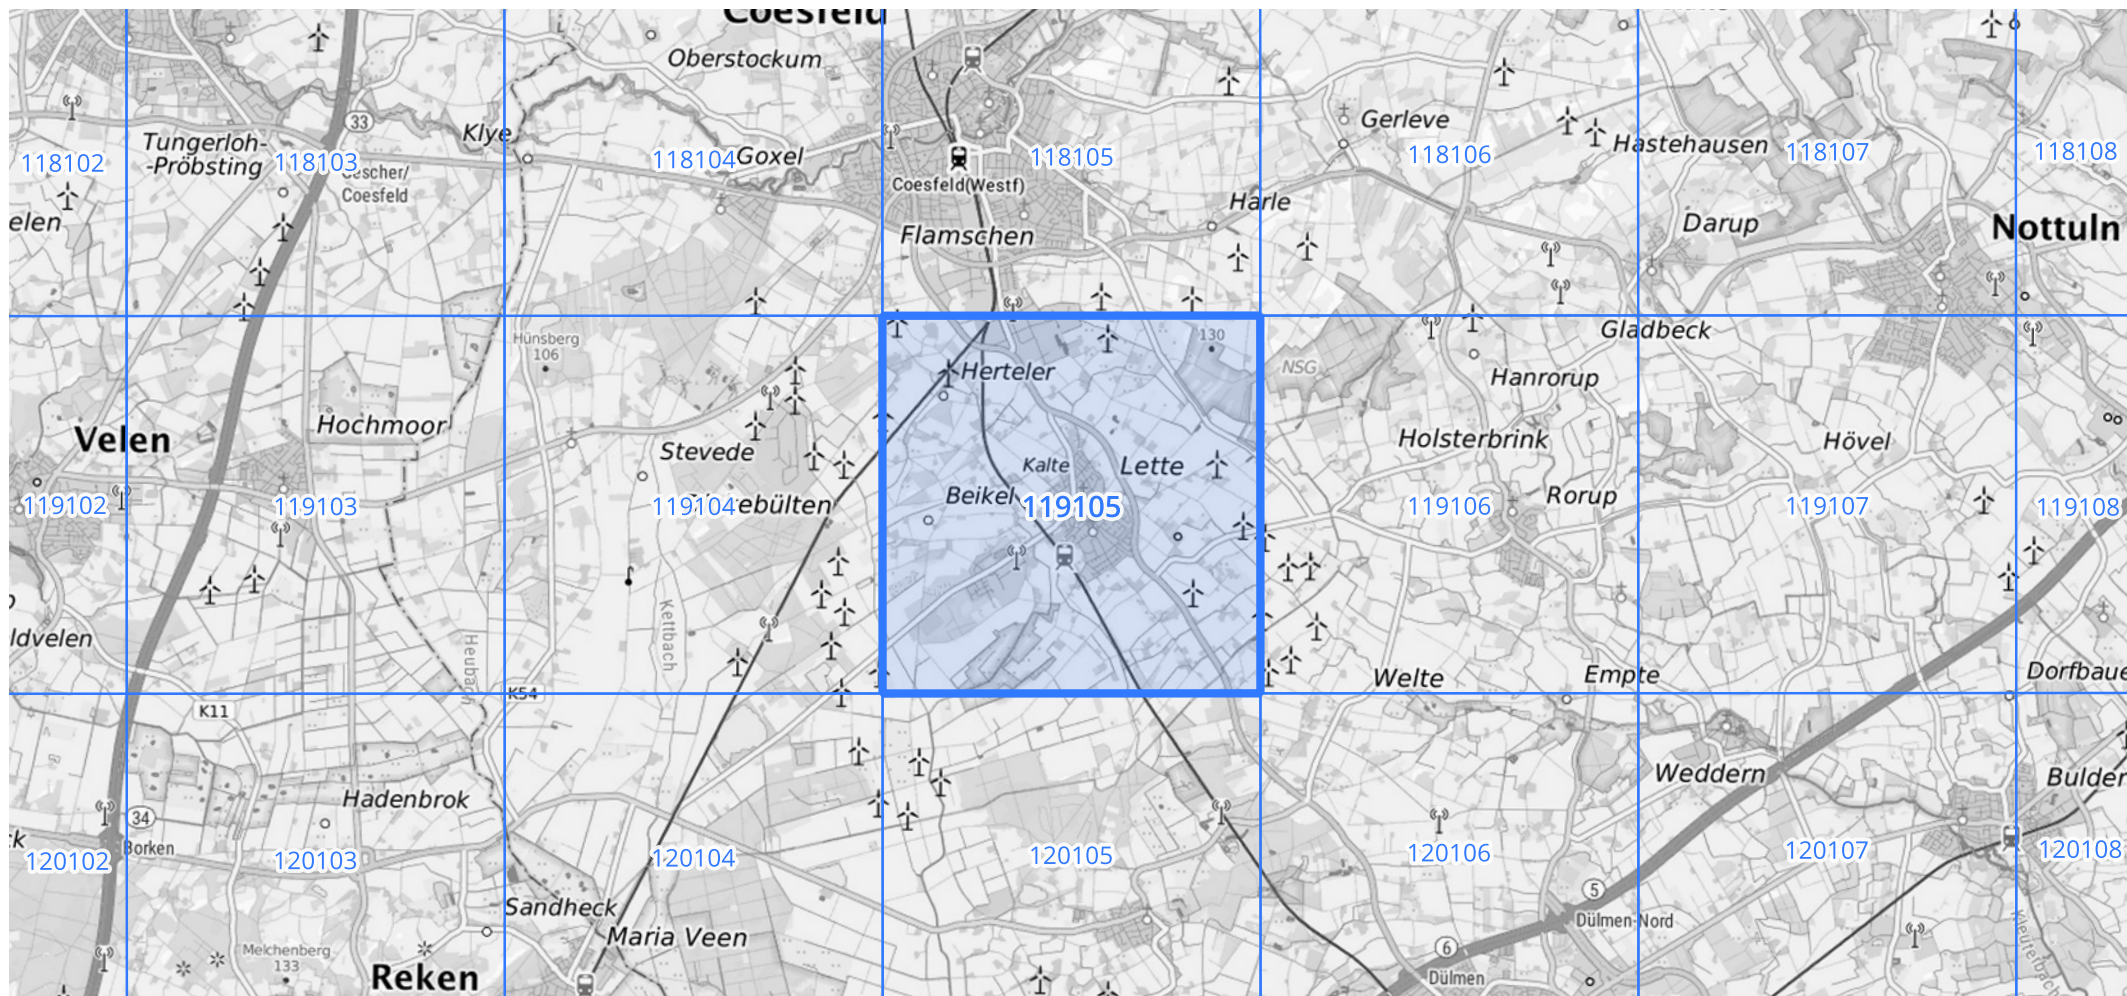 Coesfeld
Oberstockum
33
Klye
Gerleve
Tungerloh-
-Pröbsting
118102
118103
118104
Goxel
118105
118106
Hastehausen
118107
118108
Gescher/
Coesfeld
Coesfeld(Westf)
Harle
elen
Flamschen
Darup
Nottuln
Hünsberg
106
130
Gladbeck
NSG
Herteler
Hanrorup
Hochmoor
Velen
Stevede
Holsterbrink
Hövel
Kalte
Lette
Beikel
Rorup
119102
119103
119104
ebülten
119105
119106
119107
119108
ldvelen
Heubach
Kettbach
Welte
Empte
Dorfbaue
K54
K11
Weddern
Bulder
Hadenbrok
34
ck
Borken
120102
120103
120104
120105
120106
120107
120108
5
Sandheck
Dülmen-Nord
Maria Veen
6
Melchenberg
133
Reken
Dülmen